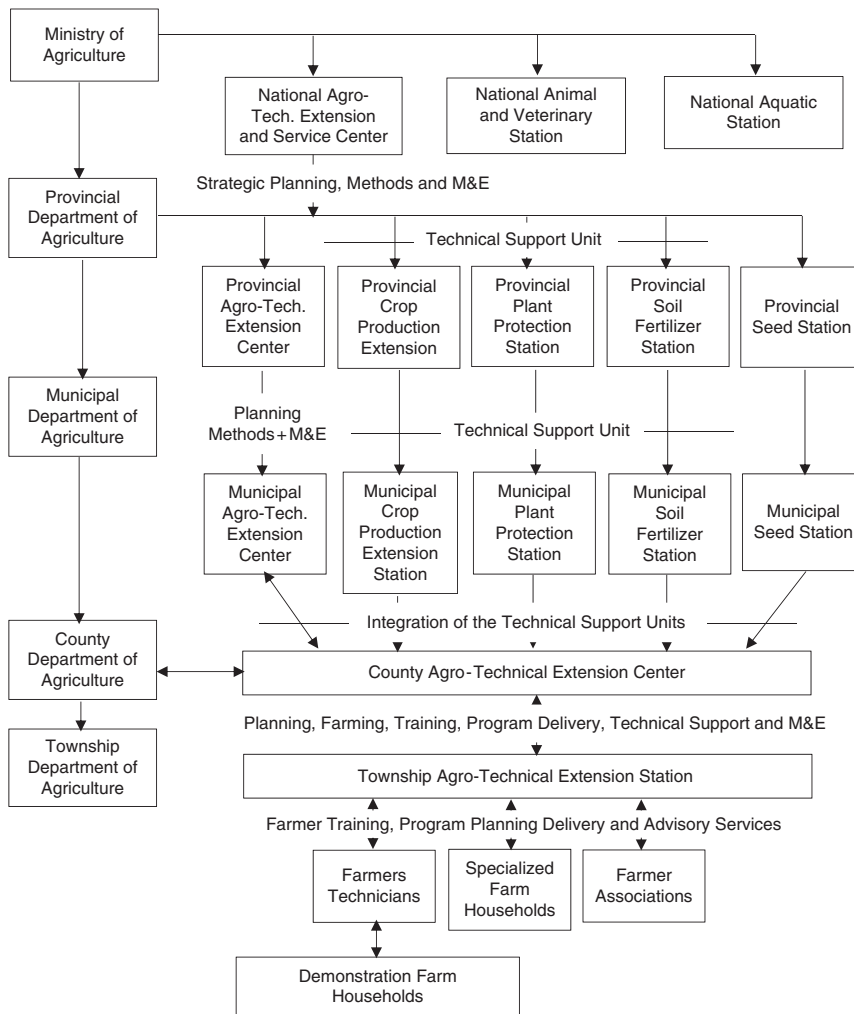 Ministry of
Agriculture
National Agro-
Tech. Extension
and Service Center
National Animal
and Veterinary
Station
National Aquatic
Station
Strategic Planning, Methods and M&E
Provincial
Department of
Agriculture
Technical Support Unit
Provincial
Agro-Tech.
Extension
Center
Provincial
Crop
Production
Extension
Provincial
Plant
Protection
Station
Provincial
Soil
Fertilizer
Station
Provincial
Seed Station
Municipal
Department of
Agriculture
Planning
Methods+M&E
Technical Support Unit
Municipal
Agro-Tech.
Extension
Center
Municipal
Crop
Production
Extension
Station
Municipal
Plant
Protection
Station
Municipal
Soil
Fertilizer
Station
Municipal
Seed Station
Integration of the Technical Support Units
County
Department of
Agriculture
County Agro-Technical Extension Center
Planning, Farming, Training, Program Delivery, Technical Support and M&E
Township
Department of
Agriculture
Township Agro-Technical Extension Station
Farmer Training, Program Planning Delivery and Advisory Services
Farmers
Technicians
Specialized
Farm
Households
Farmer
Associations
Demonstration Farm
Households